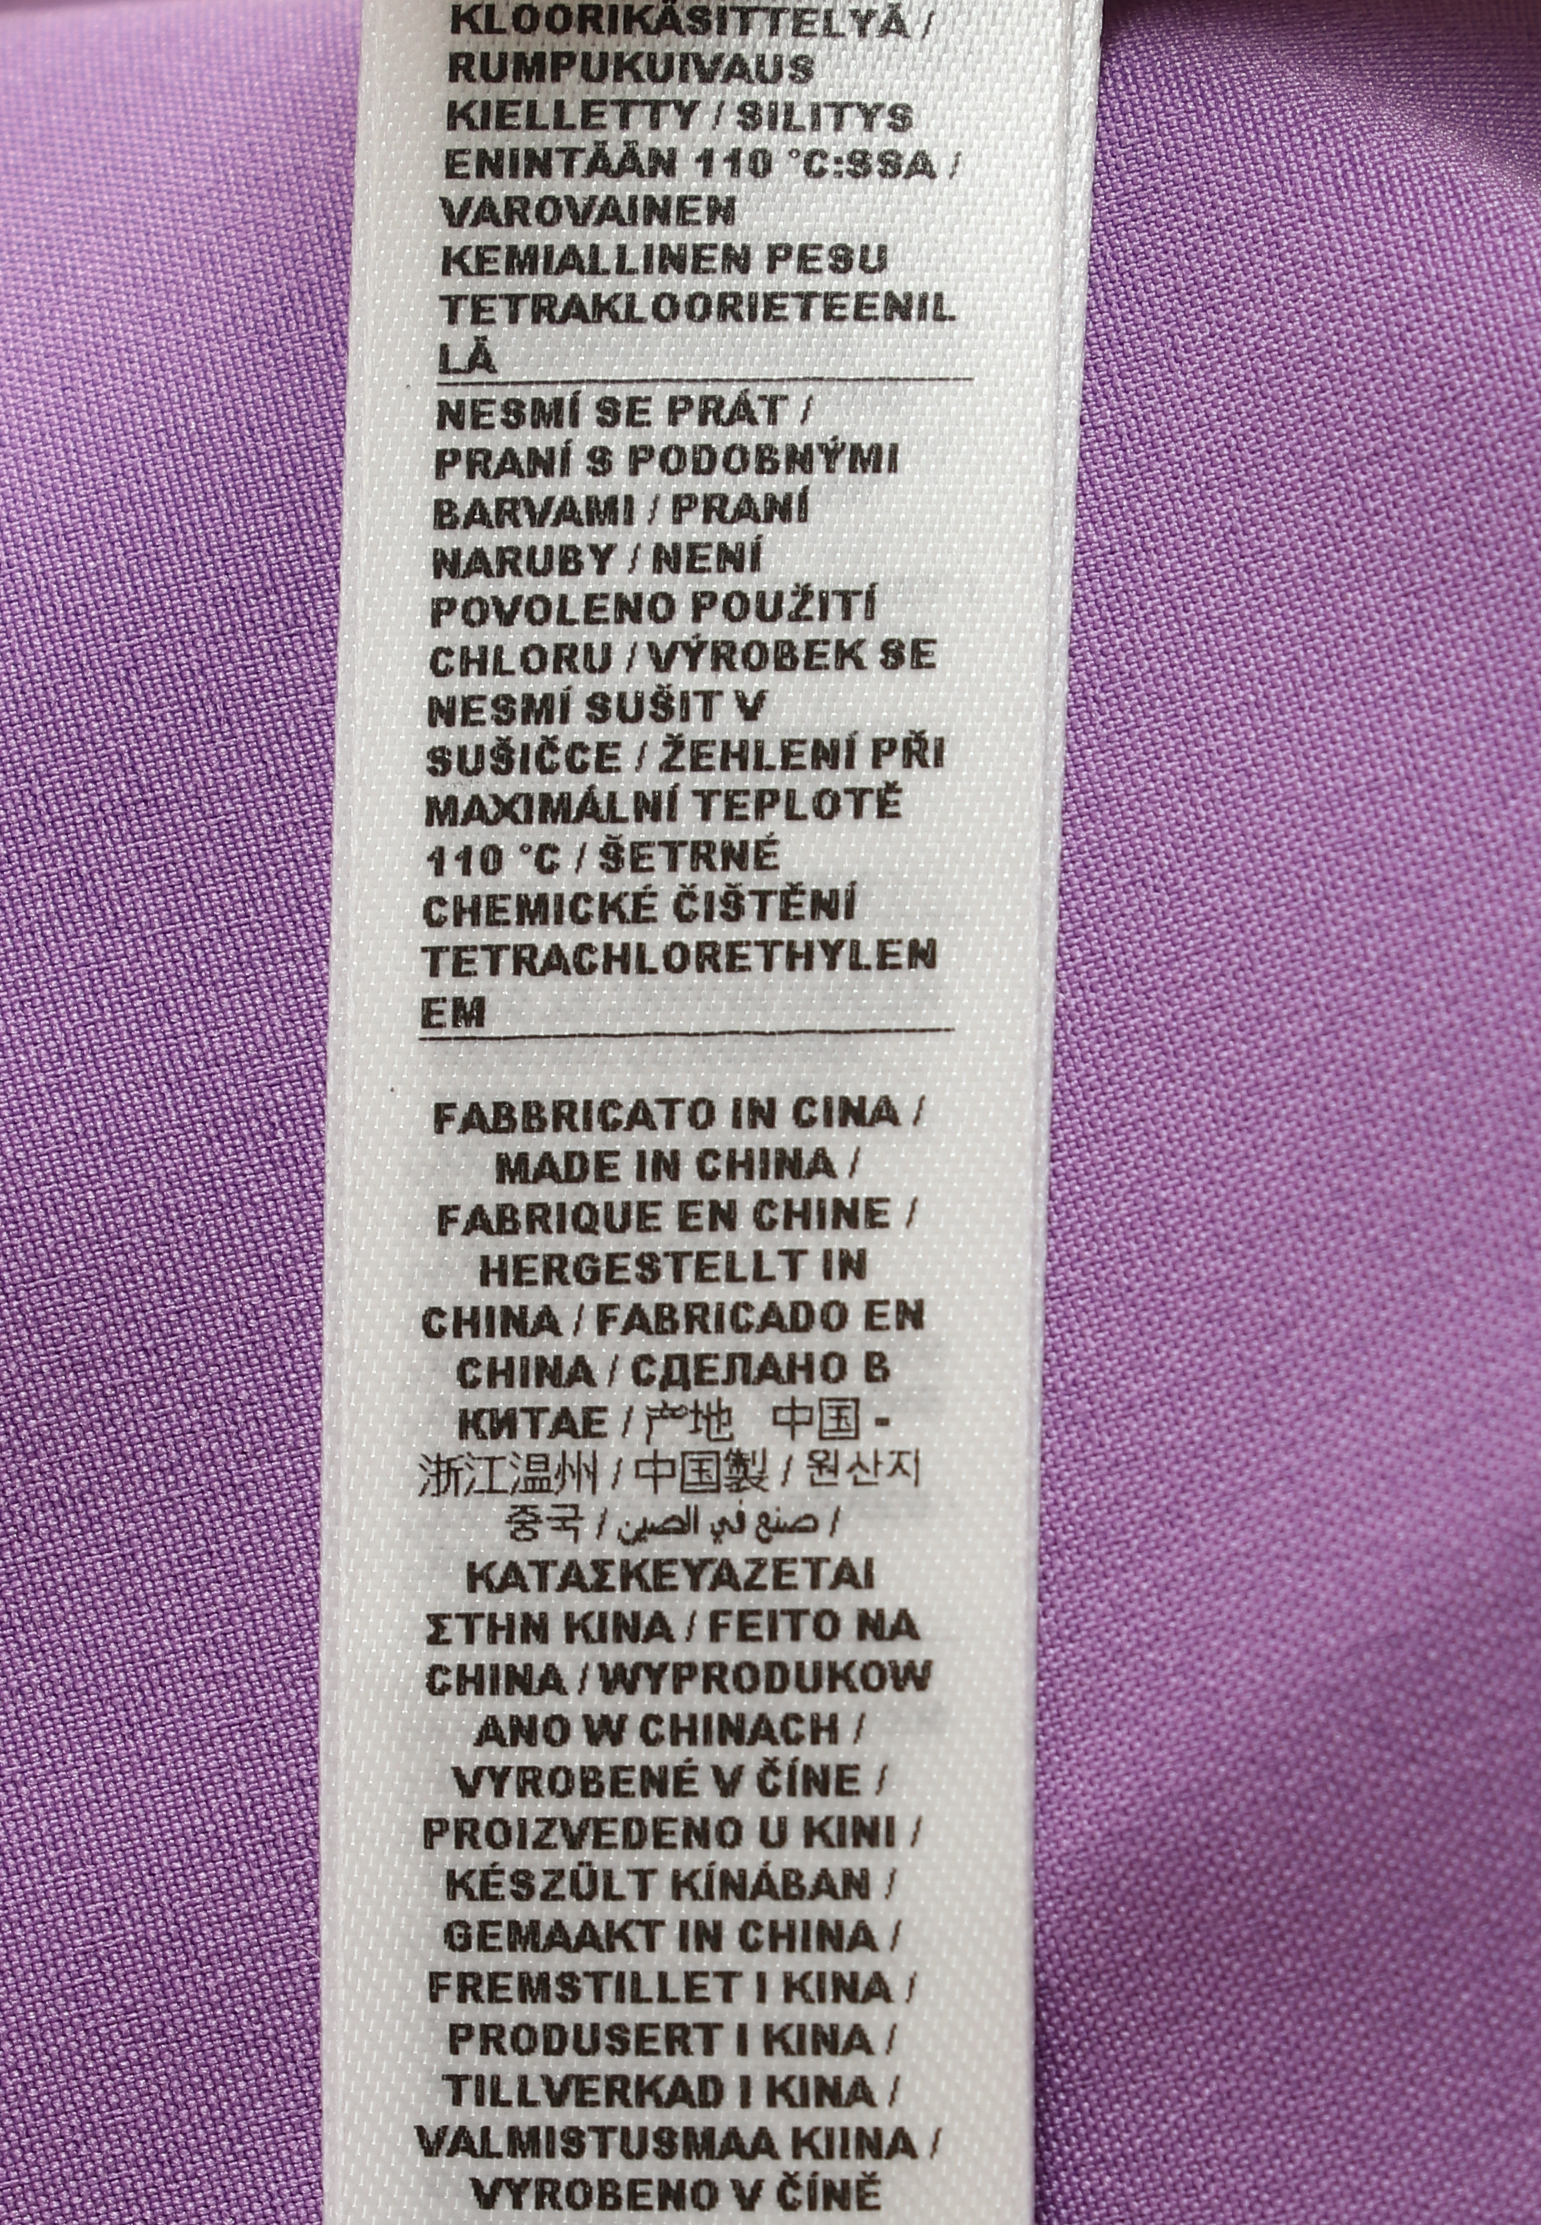 KLOORIKÄSITTELYÄ /
RUMPUKUIVAUS
KIELLETTY / SILITYS
ENINTÄÄN 110 °C:SSA /
VAROVAINEN
KEMIALLINEN PESU
TETRAKLOORIETEENIL
LÄ
NESMÍ SE PRÁT /
PRANÍ S PODOBNÝMI
BARVAMI / PRANÍ
NARUBY / NENÍ
POVOLENO POUŽITÍ
CHLORU / VÝROBEK SE
NESMÍ SUŠIT V
SUŠIČCE / ŽEHLENÍ PŘI
MAXIMÁLNÍ TEPLOTĚ
110 °C / ŠETRNÉ
CHEMICKÉ ČIŠTĚNÍ
TETRACHLORETHYLEN
EM
FABBRICATO IN CINA /
MADE IN CHINA /
FABRIQUE EN CHINE /
HERGESTELLT IN
CHINA / FABRICADO EN
CHINA / СДЕЛАНО В
КИТАЕ / 产地 中国 -
浙江温州 / 中国製 / 원산지
중국 / صنع في الصين /
ΚΑΤΑΣΚΕΥΑΖΕΤΑΙ
ΣΤΗΝ ΚΙΝΑ / FEITO NA
CHINA / WYPRODUKOW
ANO W CHINACH /
VYROBENÉ V ČÍNE /
PROIZVEDENO U KINI /
KÉSZÜLT KÍNÁBAN /
GEMAAKT IN CHINA /
FREMSTILLET I KINA /
PRODUSERT I KINA /
TILLVERKAD I KINA /
VALMISTUSMAA KIINA /
VYROBENO V ČÍNĚ